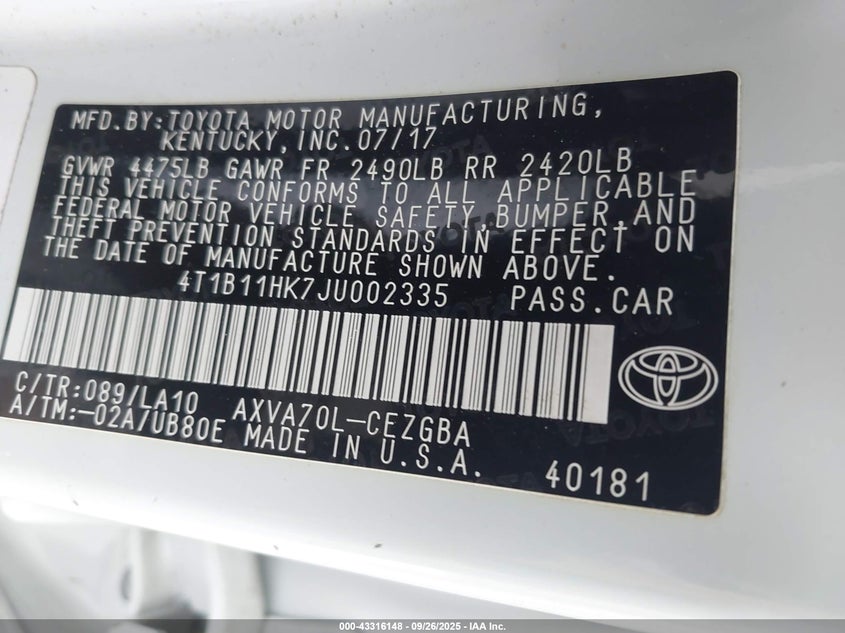 MFD.BY:TOYOTA MOTOR MANUFACTURING,
KENTUCKY, INC. 07/17
GVWR 4475LB GAWR FR 2490LB RR 2420LB
THIS VEHICLE CONFORMS TO ALL APPLICABLE
FEDERAL MOTOR VEHICLE SAFETY,BUMPER,AND
THEFT PREVENTION STANDARDS IN EFFECT ON
THE DATE OF MANUFACTURE SHOWN ABOVE.
4T1B11HK7JU002335 PASS.CAR
C/TR:089/LA10 AXVA70L-CEZGBA
A/TM:-02A/UB80E MADE IN U.S.A.
40181
000-43316148 - 09/26/2025 - IAA Inc.